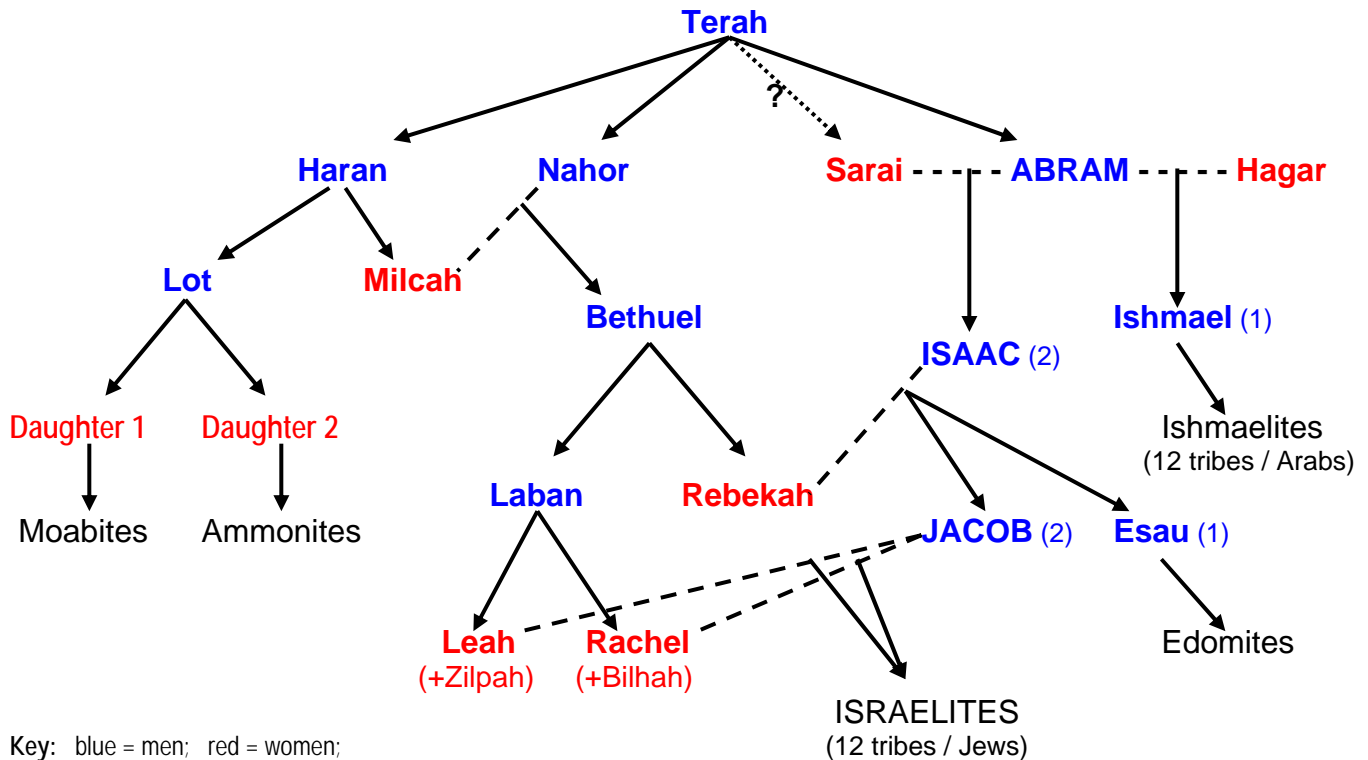 Terah
?
Haran Nahor Sarai ABRAM Hagar
Lot Milcah
Bethuel Ishmael (1)
ISAAC (2)
Daughter 1 Daughter 2 Ishmaelites
(12 tribes / Arabs)
Laban Rebekah
Moabites Ammonites JACOB (2) Esau (1)
Leah Rachel Edomites
(+Zilpah) (+Bilhah)
ISRAELITES
(12 tribes / Jews)
Key: blue = men; red = women;